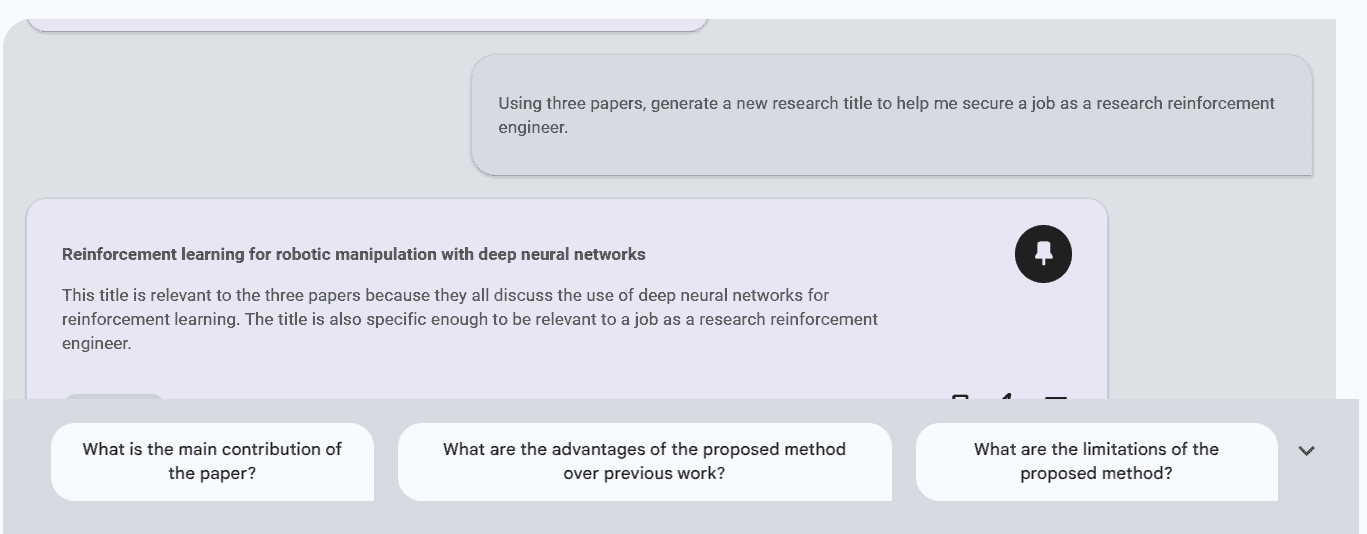 Using three papers, generate a new research title to help me secure a job as a research reinforcement
engineer.
Reinforcement learning for robotic manipulation with deep neural networks
This title is relevant to the three papers because they all discuss the use of deep neural networks for
reinforcement learning. The title is also specific enough to be relevant to a job as a research reinforcement
engineer.
What is the main contribution of
the paper?
What are the advantages of the proposed method
over previous work?
What are the limitations of the
proposed method?